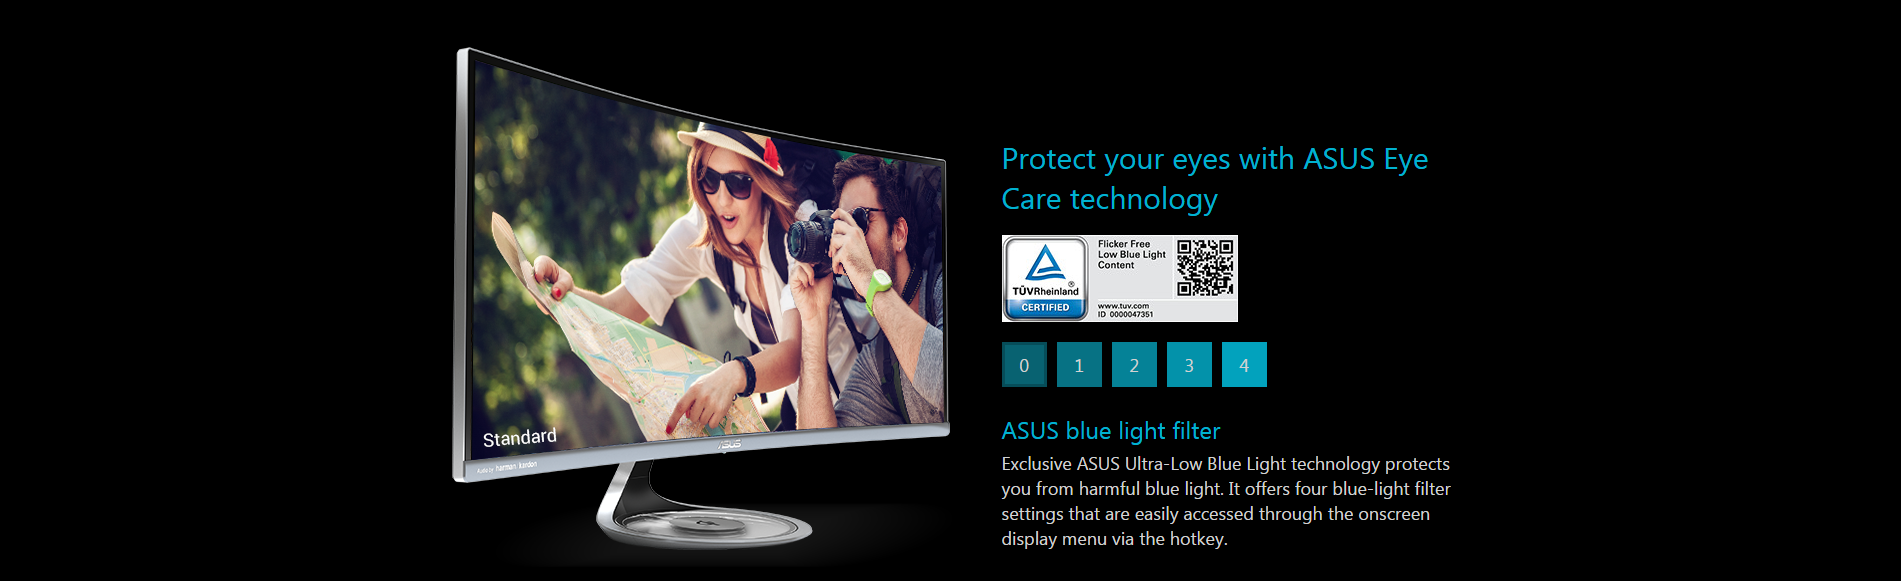 Protect your eyes with ASUS Eye
Care technology
Flicker Free
Low Blue Light
Content
TÜVRheinland®
CERTIFIED
www.tuv.com
ID 0000047351
0 1 2 3 4
Standard
ASUS
Audio by harman kardon
ASUS blue light filter
Exclusive ASUS Ultra-Low Blue Light technology protects
you from harmful blue light. It offers four blue-light filter
settings that are easily accessed through the onscreen
display menu via the hotkey.